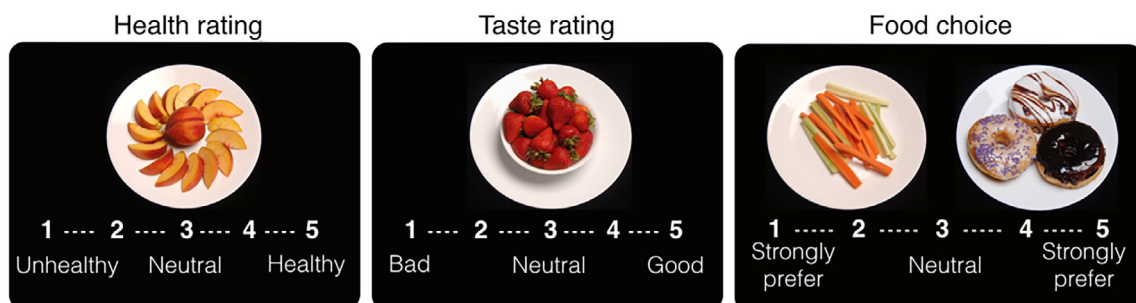 Health rating
1 ---- 2 ----- 3 ---- 4 ---- 5
Unhealthy Neutral Healthy
Taste rating
1 ---- 2 ----- 3 ---- 4 ---- 5
Bad Neutral Good
Food choice
1 ----- 2 ----- 3 ----- 4 ----- 5
Strongly Neutral Strongly
prefer prefer